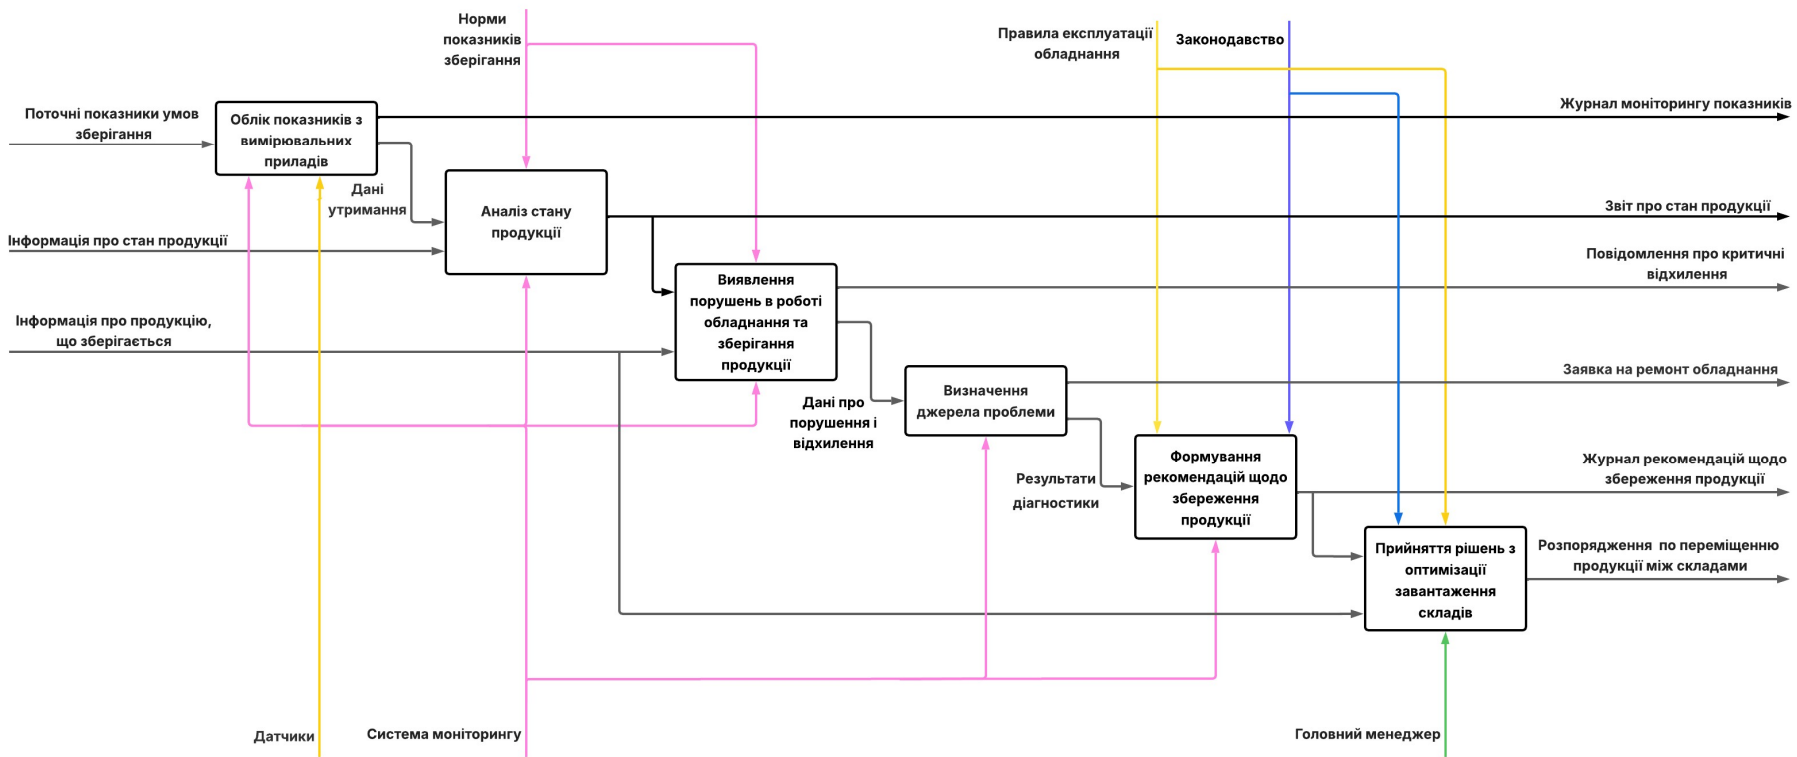 Норми
показників
зберігання
Правила експлуатації
обладнання
Законодавство
Поточні показники умов
зберігання
Облік показників з
вимірювальних
приладів
Журнал моніторингу показників
Дані
утримання
Аналіз стану
продукції
Звіт про стан продукції
Інформація про стан продукції
Виявлення
порушень в роботі
обладнання та
зберігання
продукції
Повідомлення про критичні
відхилення
Інформація про продукцію,
що зберігається
Визначення
джерела проблеми
Заявка на ремонт обладнання
Дані про
порушення і
відхилення
Формування
рекомендацій щодо
збереження
продукції
Журнал рекомендацій щодо
збереження продукції
Результати
діагностики
Прийняття рішень з
оптимізації
завантаження
складів
Розпорядження по переміщенню
продукції між складами
Датчики
Система моніторингу
Головний менеджер